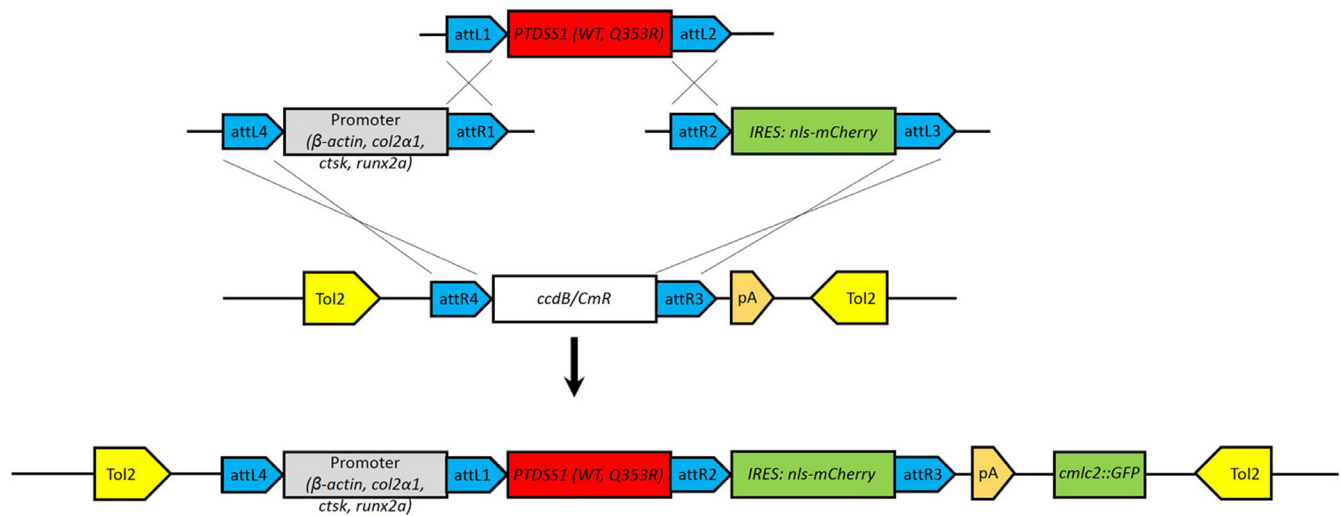 attL1 PTDSS1 (WT, Q353R) attL2
attL4 Promoter attR1 attR2 IRES: nls-mCherry attL3
(β-actin, col2α1,
ctsk, runx2a)
Tol2 attR4 ccdB/CmR attR3 pA Tol2
Tol2 attL4 Promoter attL1 PTDSS1 (WT, Q353R) attR2 IRES: nls-mCherry attR3 pA cmlc2::GFP Tol2
(β-actin, col2α1,
ctsk, runx2a)